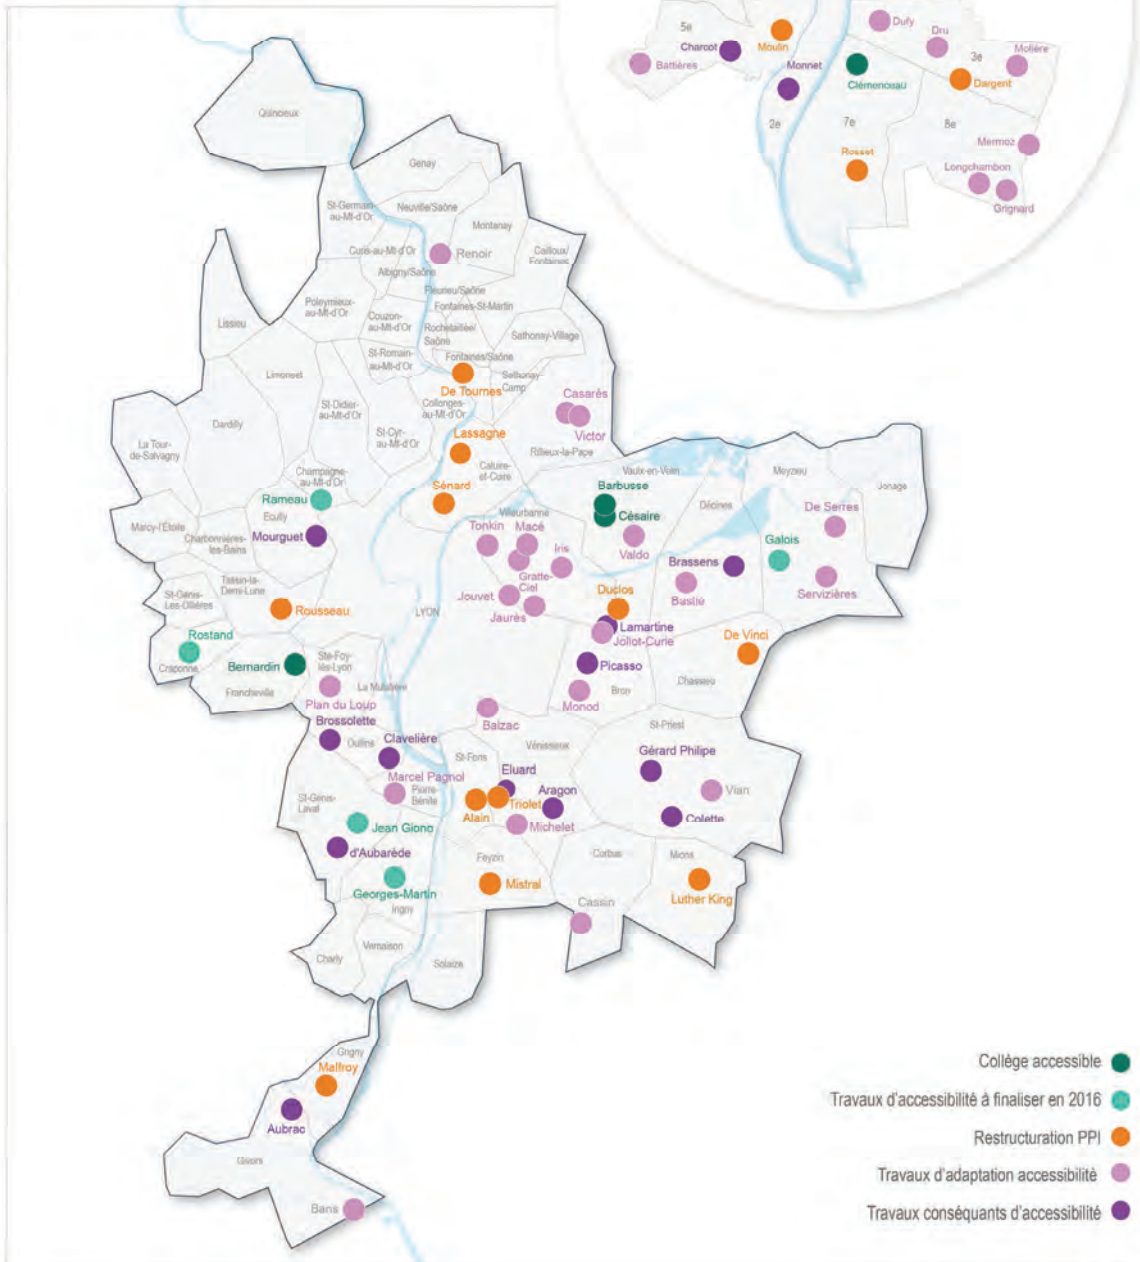 5e
Dufy
Dru
3e
Molière
Charcot
Moulin
Battières
Monnet
Clémenceau
Dargent
2e
7e
8e
Mermoz
Rosset
Longchambon
Grignard
Quincieux
Genay
St-Germain-
au-Mt-d'Or
Neuville/Saône
Montanay
Curis-au-Mt-d'Or
Renoir
Cailloux/
Fontaines
Albigny/Saône
Fleurieu/Saône
Poleymieux-
au-Mt-d'Or
Fontaines-St-Martin
Couzon-
au-Mt-d'Or
Rochetaillée/
Saône
Lissieu
Sathonay-Village
St-Romain-
au-Mt-d'Or
Fontaines/Saône
Limonest
Sathonay-
Camp
De Tournes
Casarès
St-Didier-
au-Mt-d'Or
Collonges-
au-Mt-d'Or
Victor
Dardilly
St-Cyr-
au-Mt-d'Or
Lassagne
La Tour-
de-Salvagny
Rillieux-la-Pape
Champagne-
au-Mt-d'Or
Caluire-
et-Cuire
Vaulx-en-Velin
Meyzieu
Jonage
Sénard
Barbusse
Rameau
Décines
De Serres
Ecully
Villeurbanne
Césaire
Marcy-l'Étoile
Mourguet
Tonkin
Macé
Valdo
Galois
Charbonnières-
les-Bains
Iris
Brassens
Gratte-
Ciel
Bastié
Servizières
Tassin-la-
Demi-Lune
Duclos
St-Genis-
Les-Ollières
Jouvet
Rousseau
LYON
Jaurès
Lamartine
Rostand
Joliot-Curie
De Vinci
Craponne
Bernardin
Ste-Foy-
lès-Lyon
Picasso
Francheville
La Mulatière
Bron
Chassieu
Plan du Loup
Monod
Balzac
Brossolette
St-Priest
Oullins
Clavelière
Vénissieux
St-Fons
Gérard Philipe
Eluard
Marcel Pagnol
Aragon
Pierre-
Bénite
Vian
St-Genis-
Laval
Triolet
Alain
Michelet
Colette
Jean Giono
d'Aubarède
Feyzin
Corbas
Mions
Mistral
Luther King
Georges-Martin
Cassin
Irigny
Vernaison
Charly
Solaize
Grigny
Malfroy
Aubrac
Givors
Bans
Collège accessible
Travaux d'accessibilité à finaliser en 2016
Restructuration PPI
Travaux d'adaptation accessibilité
Travaux conséquants d'accessibilité